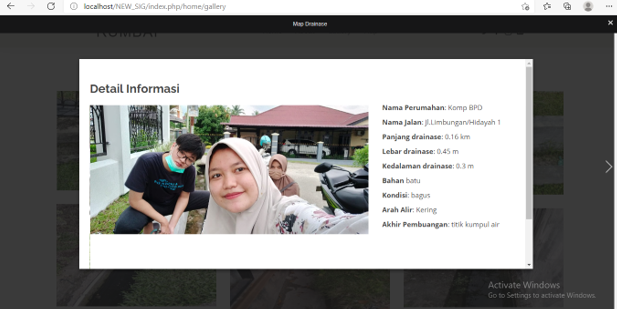 localhost/NEW_SIG/index.php/home/gallery
Map Drainase
RUMBAI
Detail Informasi
Nama Perumahan: Komp BPD
Nama Jalan: Jl.Limbungan/Hidayah 1
Panjang drainase: 0.16 km
Lebar drainase: 0.45 m
Kedalaman drainase: 0.3 m
Bahan batu
Kondisi: bagus
Arah Alir: Kering
Akhir Pembuangan: titik kumpul air
Activate Windows
Go to Settings to activate Windows.